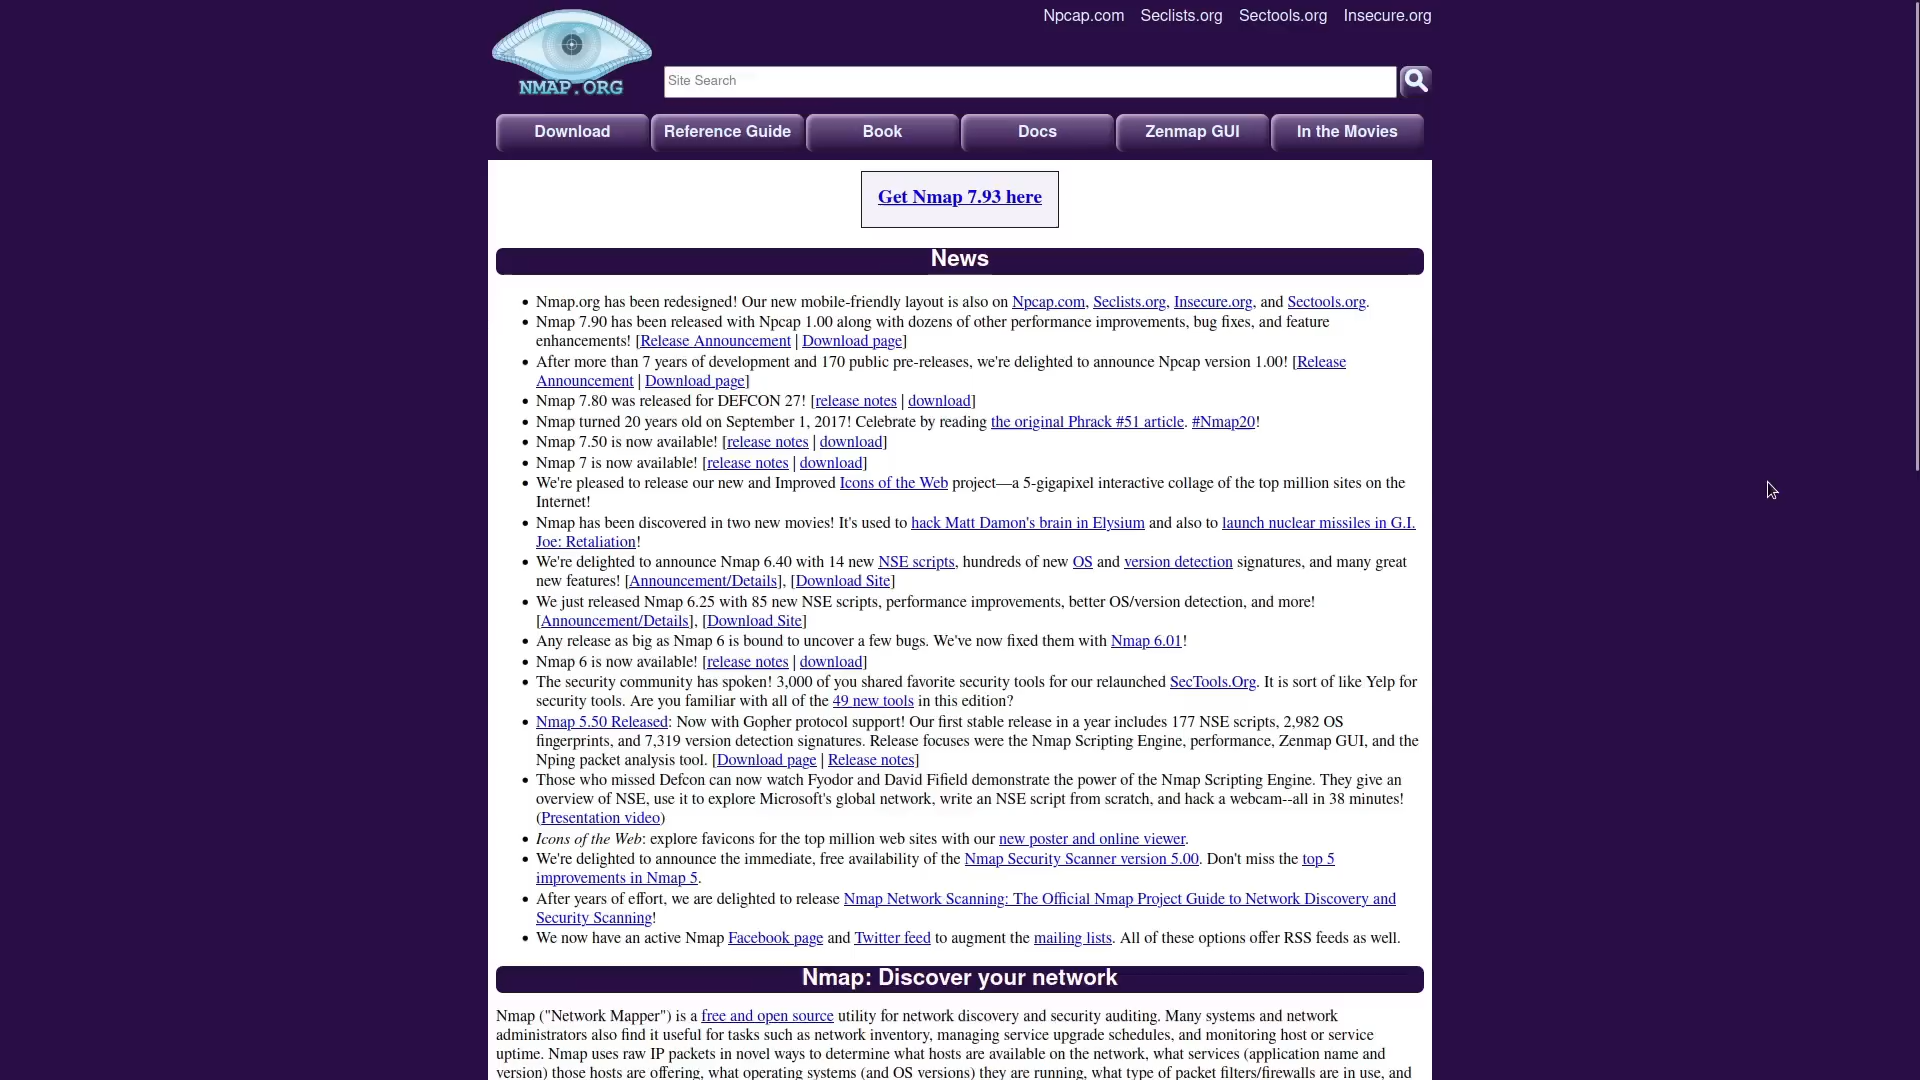 Npcap.com Seclists.org Sectools.org Insecure.org
NMAP.ORG
Site Search
Download Reference Guide Book Docs Zenmap GUI In the Movies
Get Nmap 7.93 here
News
• Nmap.org has been redesigned! Our new mobile-friendly layout is also on Npcap.com, Seclists.org, Insecure.org, and Sectools.org.
• Nmap 7.90 has been released with Npcap 1.00 along with dozens of other performance improvements, bug fixes, and feature
enhancements! [Release Announcement | Download page]
• After more than 7 years of development and 170 public pre-releases, we're delighted to announce Npcap version 1.00! [Release
Announcement | Download page]
• Nmap 7.80 was released for DEFCON 27! [release notes | download]
• Nmap turned 20 years old on September 1, 2017! Celebrate by reading the original Phrack #51 article. #Nmap20!
• Nmap 7.50 is now available! [release notes | download]
• Nmap 7 is now available! [release notes | download]
• We're pleased to release our new and Improved Icons of the Web project—a 5-gigapixel interactive collage of the top million sites on the
Internet!
• Nmap has been discovered in two new movies! It's used to hack Matt Damon's brain in Elysium and also to launch nuclear missiles in G.I.
Joe: Retaliation!
• We're delighted to announce Nmap 6.40 with 14 new NSE scripts, hundreds of new OS and version detection signatures, and many great
new features! [Announcement/Details], [Download Site]
• We just released Nmap 6.25 with 85 new NSE scripts, performance improvements, better OS/version detection, and more!
[Announcement/Details], [Download Site]
• Any release as big as Nmap 6 is bound to uncover a few bugs. We've now fixed them with Nmap 6.01!
• Nmap 6 is now available! [release notes | download]
• The security community has spoken! 3,000 of you shared favorite security tools for our relaunched SecTools.Org. It is sort of like Yelp for
security tools. Are you familiar with all of the 49 new tools in this edition?
• Nmap 5.50 Released: Now with Gopher protocol support! Our first stable release in a year includes 177 NSE scripts, 2,982 OS
fingerprints, and 7,319 version detection signatures. Release focuses were the Nmap Scripting Engine, performance, Zenmap GUI, and the
Nping packet analysis tool. [Download page | Release notes]
• Those who missed Defcon can now watch Fyodor and David Fifield demonstrate the power of the Nmap Scripting Engine. They give an
overview of NSE, use it to explore Microsoft's global network, write an NSE script from scratch, and hack a webcam--all in 38 minutes!
(Presentation video)
• Icons of the Web: explore favicons for the top million web sites with our new poster and online viewer.
• We're delighted to announce the immediate, free availability of the Nmap Security Scanner version 5.00. Don't miss the top 5
improvements in Nmap 5.
• After years of effort, we are delighted to release Nmap Network Scanning: The Official Nmap Project Guide to Network Discovery and
Security Scanning!
• We now have an active Nmap Facebook page and Twitter feed to augment the mailing lists. All of these options offer RSS feeds as well.
Nmap: Discover your network
Nmap ("Network Mapper") is a free and open source utility for network discovery and security auditing. Many systems and network
administrators also find it useful for tasks such as network inventory, managing service upgrade schedules, and monitoring host or service
uptime. Nmap uses raw IP packets in novel ways to determine what hosts are available on the network, what services (application name and
version) those hosts are offering, what operating systems (and OS versions) they are running, what type of packet filters/firewalls are in use, and